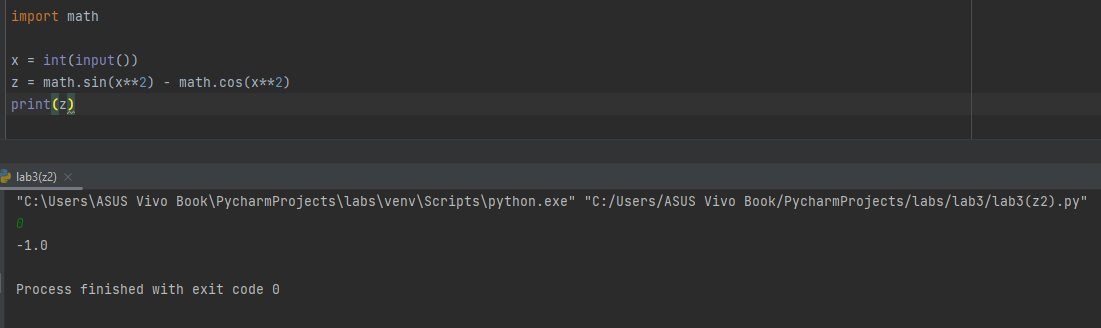 import math
x = int(input())
z = math.sin(x**2) - math.cos(x**2)
print(z)
lab3(z2)
"C:\Users\ASUS Vivo Book\PycharmProjects\labs\venv\Scripts\python.exe" "C:/Users/ASUS Vivo Book/PycharmProjects/labs/lab3/lab3(z2).py"
0
-1.0
Process finished with exit code 0